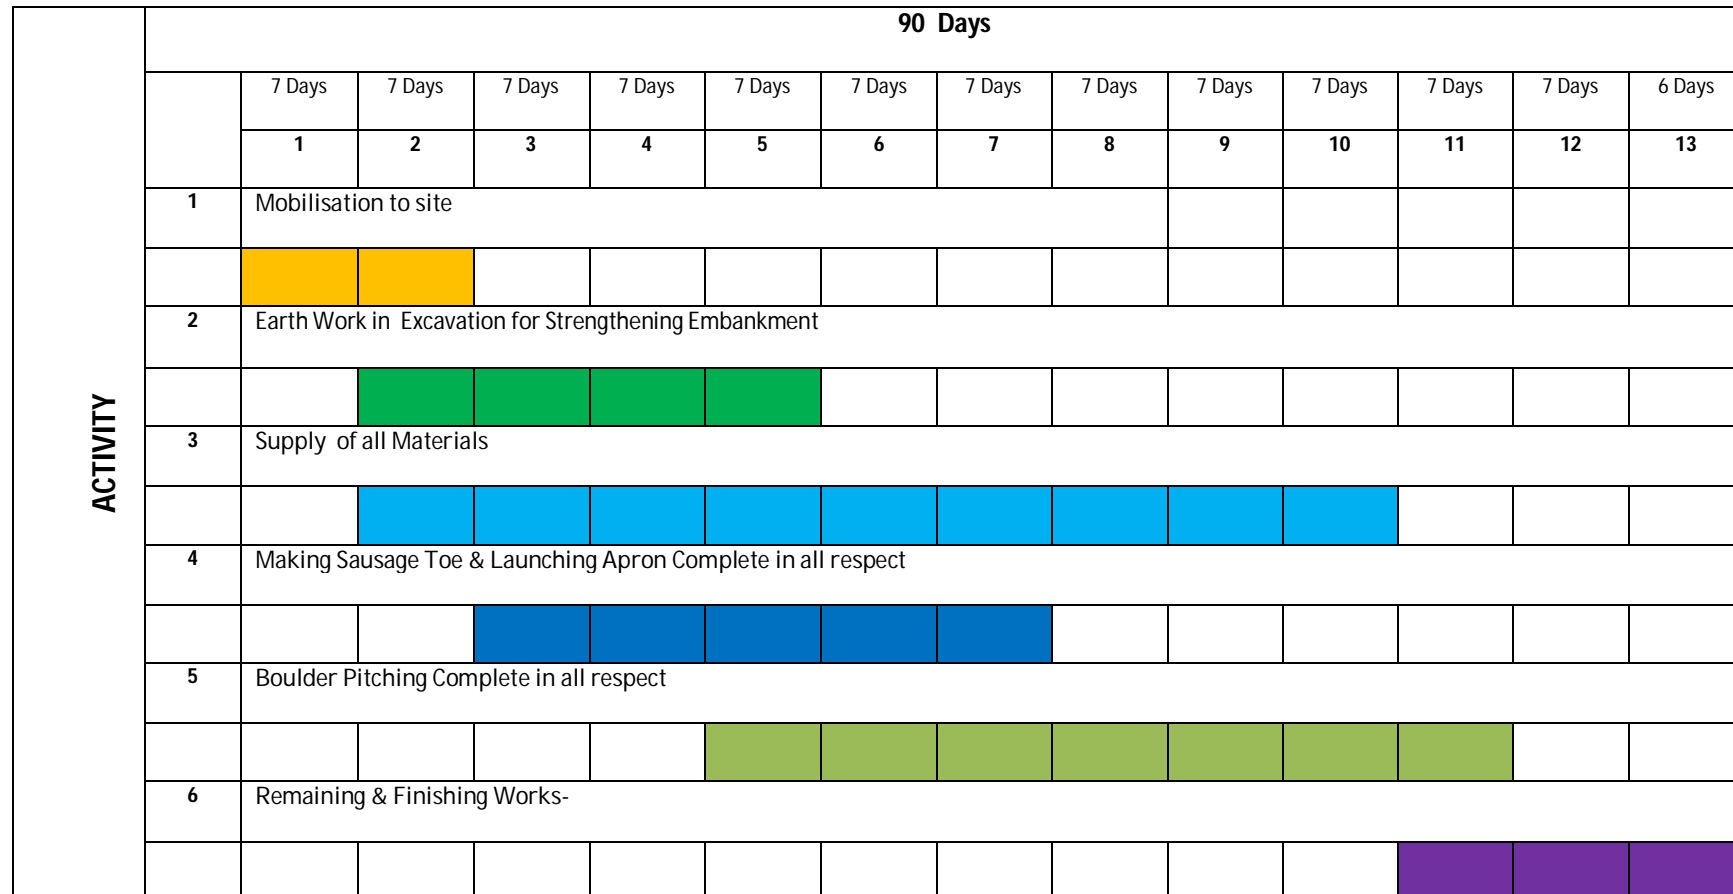 90 Days
7 Days 7 Days 7 Days 7 Days 7 Days 7 Days 7 Days 7 Days 7 Days 7 Days 7 Days 7 Days 6 Days
1 2 3 4 5 6 7 8 9 10 11 12 13
ACTIVITY
1 Mobilisation to site
2 Earth Work in Excavation for Strengthening Embankment
3 Supply of all Materials
4 Making Sausage Toe & Launching Apron Complete in all respect
5 Boulder Pitching Complete in all respect
6 Remaining & Finishing Works-